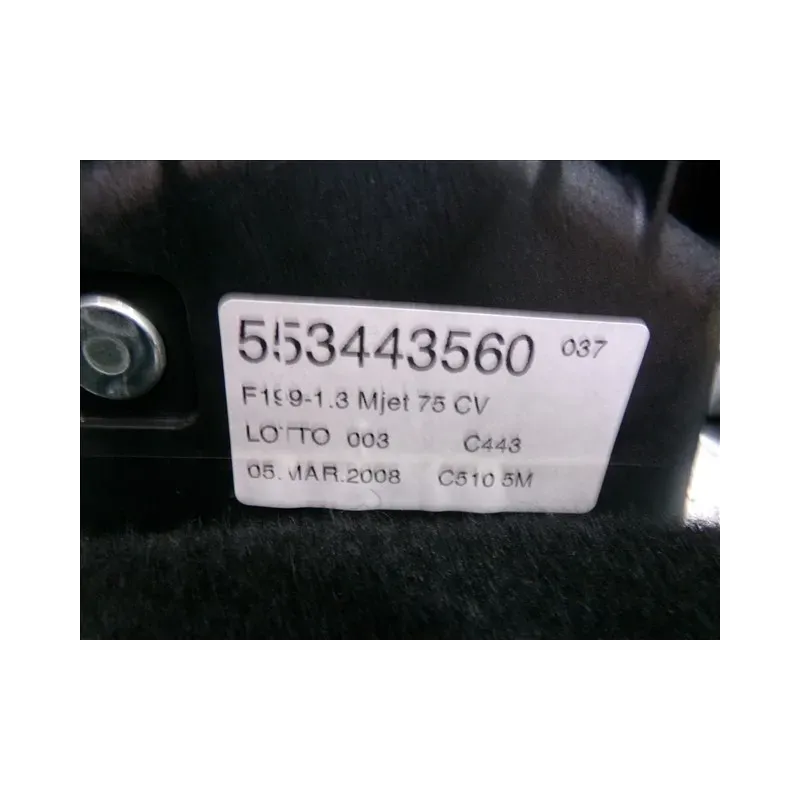 553443560 037
F199-1.3 Mjet 75 CV
LOTTO 003 C443
05.MAR.2008 C510 5M